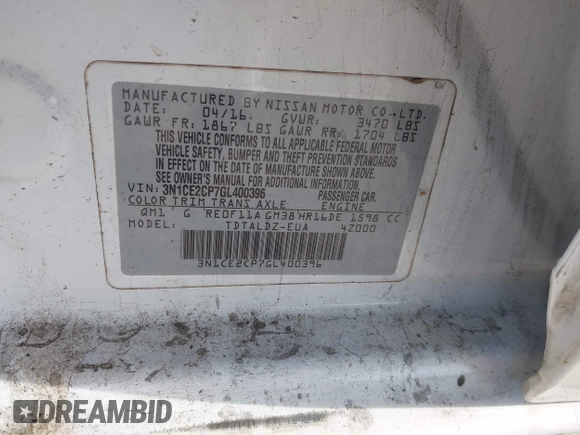 MANUFACTURED BY NISSAN MOTOR CO.,LTD.
DATE: 04/16. GVWR: 3470 LBS
GAWR FR: 1867 LBS GAWR RR: 1704 LBS
THIS VEHICLE CONFORMS TO ALL APPLICABLE FEDERAL MOTOR
VEHICLE SAFETY, BUMPER AND THEFT PREVENTION STANDARDS
IN EFFECT ON THE DATE OF MANUFACTURE SHOWN ABOVE.
SEE OWNER'S MANUAL FOR ADDITIONAL INFORMATION.
VIN: 3N1CE2CP7GL400396 PASSENGER CAR.
COLOR TRIM TRANS AXLE ENGINE
QM1 G RE0F11A GM38 HR16DE 1598 CC
MODEL: TDTALDZ-EUA 4Z000
3N1CE2CP7GL400396
DREAMBID